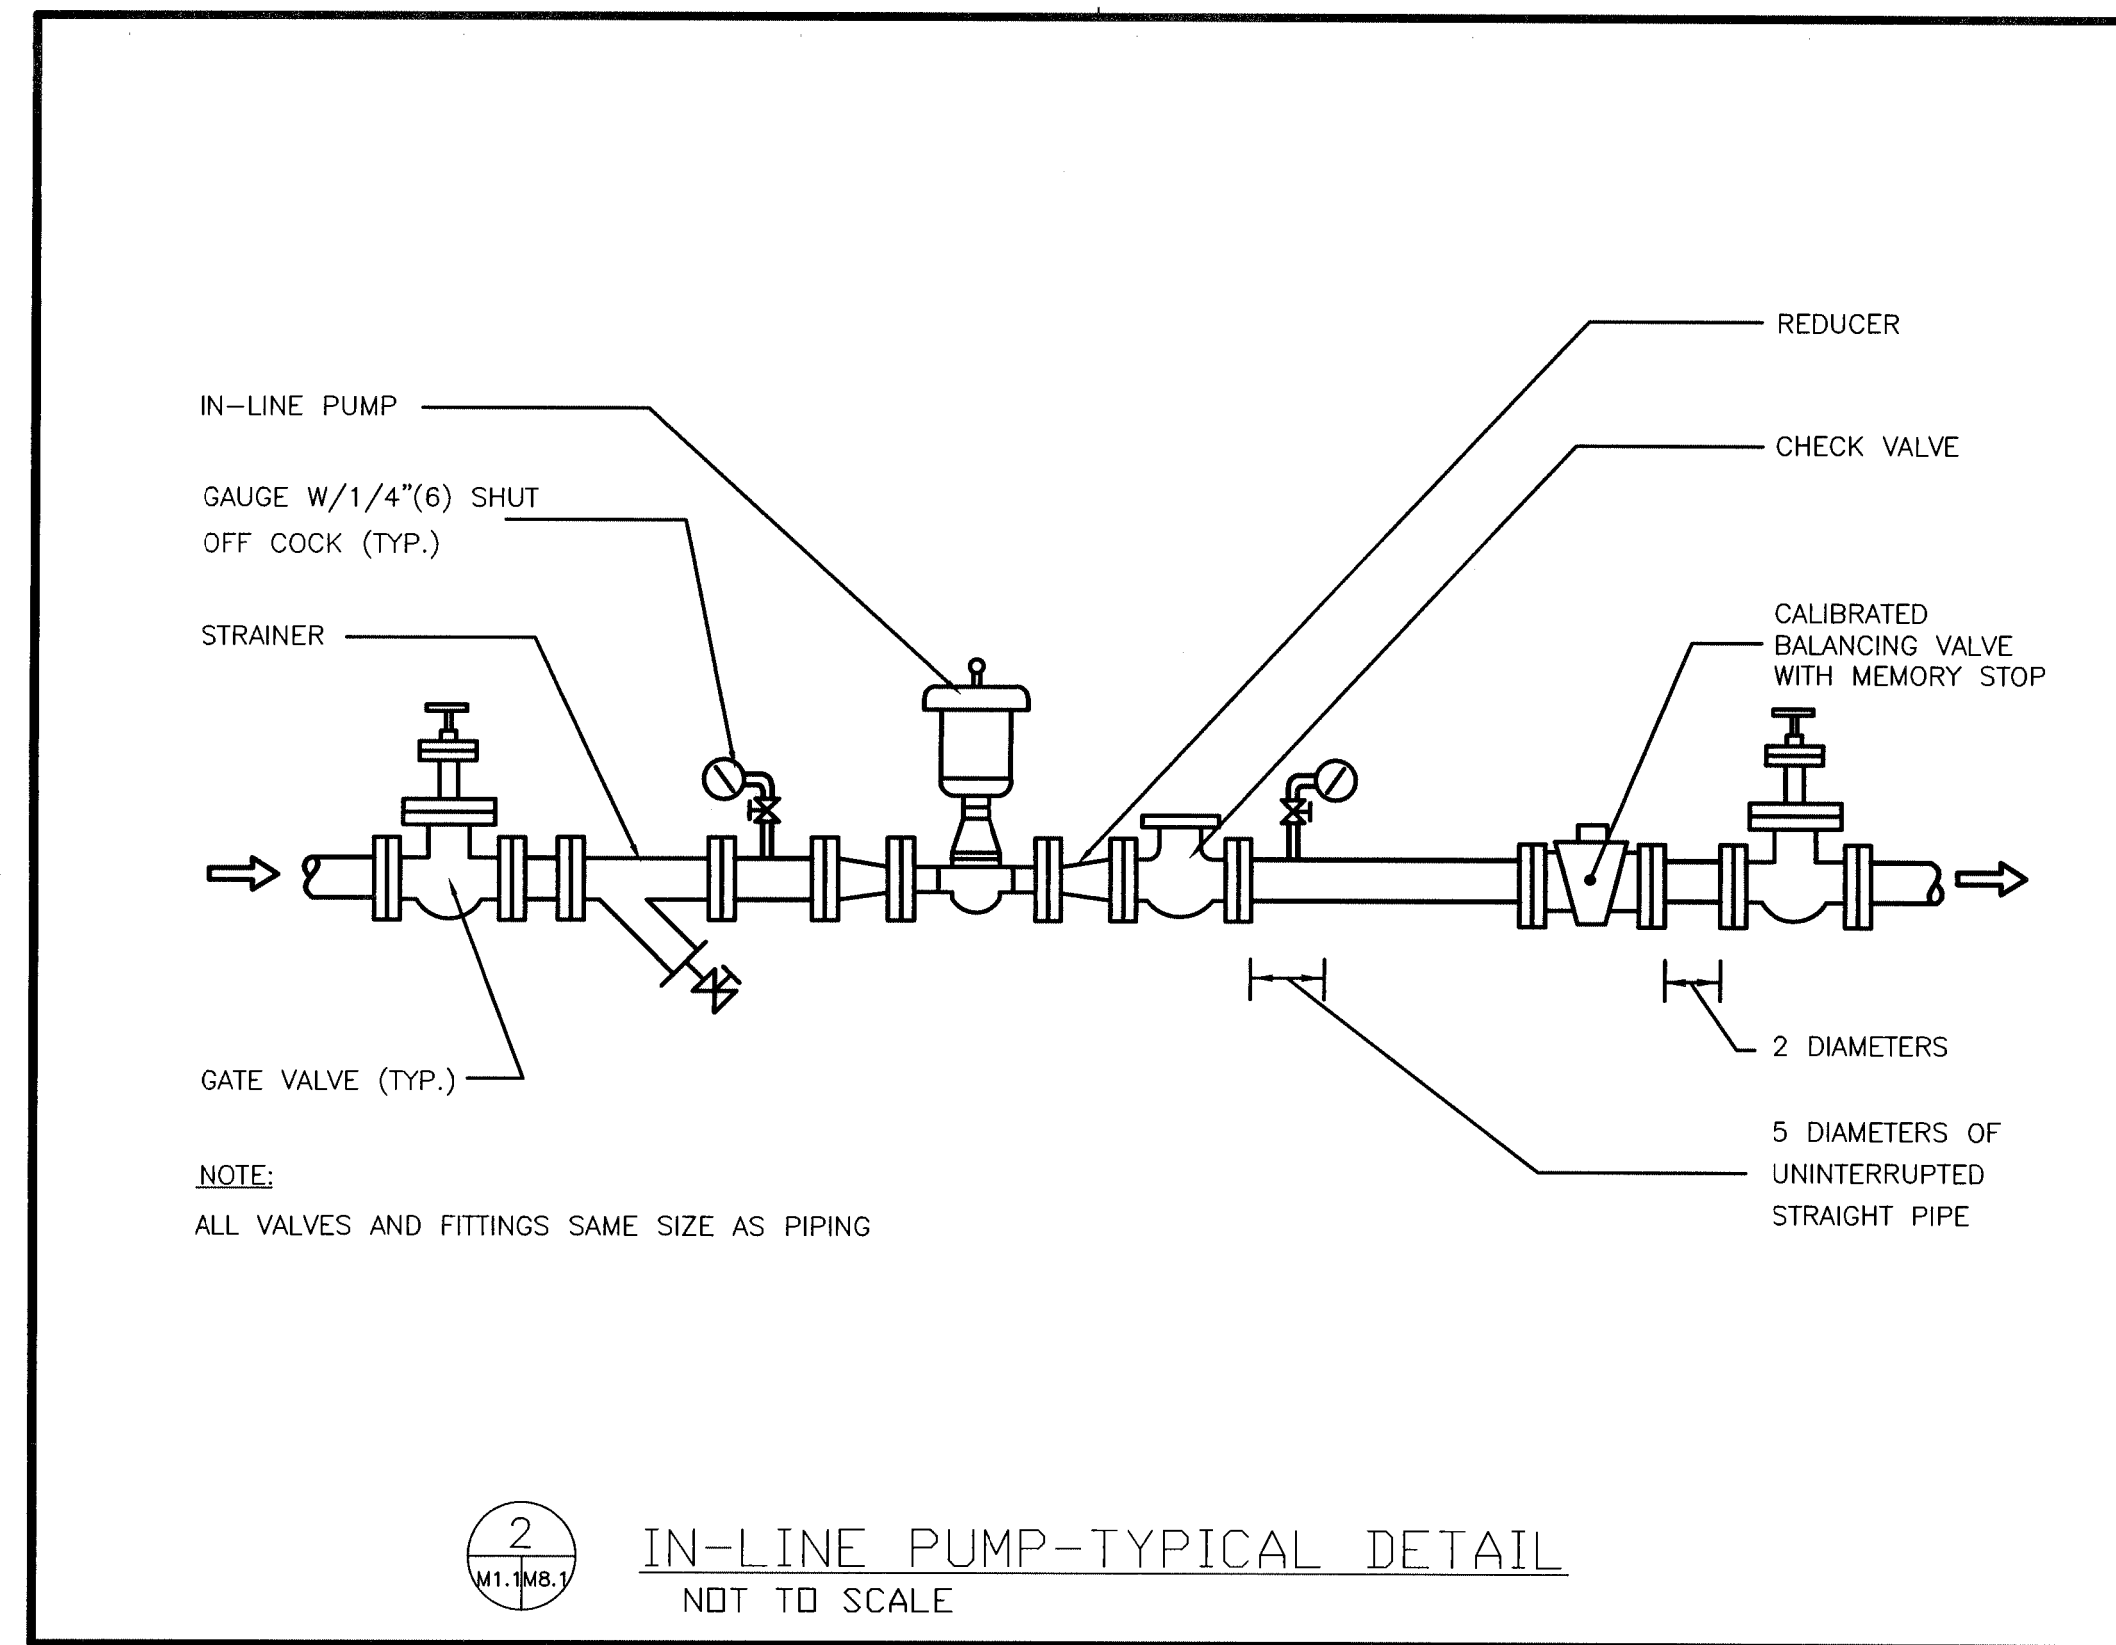 REDUCER
IN-LINE PUMP
CHECK VALVE
GAUGE W/1/4"(6) SHUT
OFF COCK (TYP.)
CALIBRATED
BALANCING VALVE
WITH MEMORY STOP
STRAINER
2 DIAMETERS
GATE VALVE (TYP.)
5 DIAMETERS OF
UNINTERRUPTED
STRAIGHT PIPE
NOTE:
ALL VALVES AND FITTINGS SAME SIZE AS PIPING
2
M1.1 M8.1
IN-LINE PUMP-TYPICAL DETAIL
NOT TO SCALE